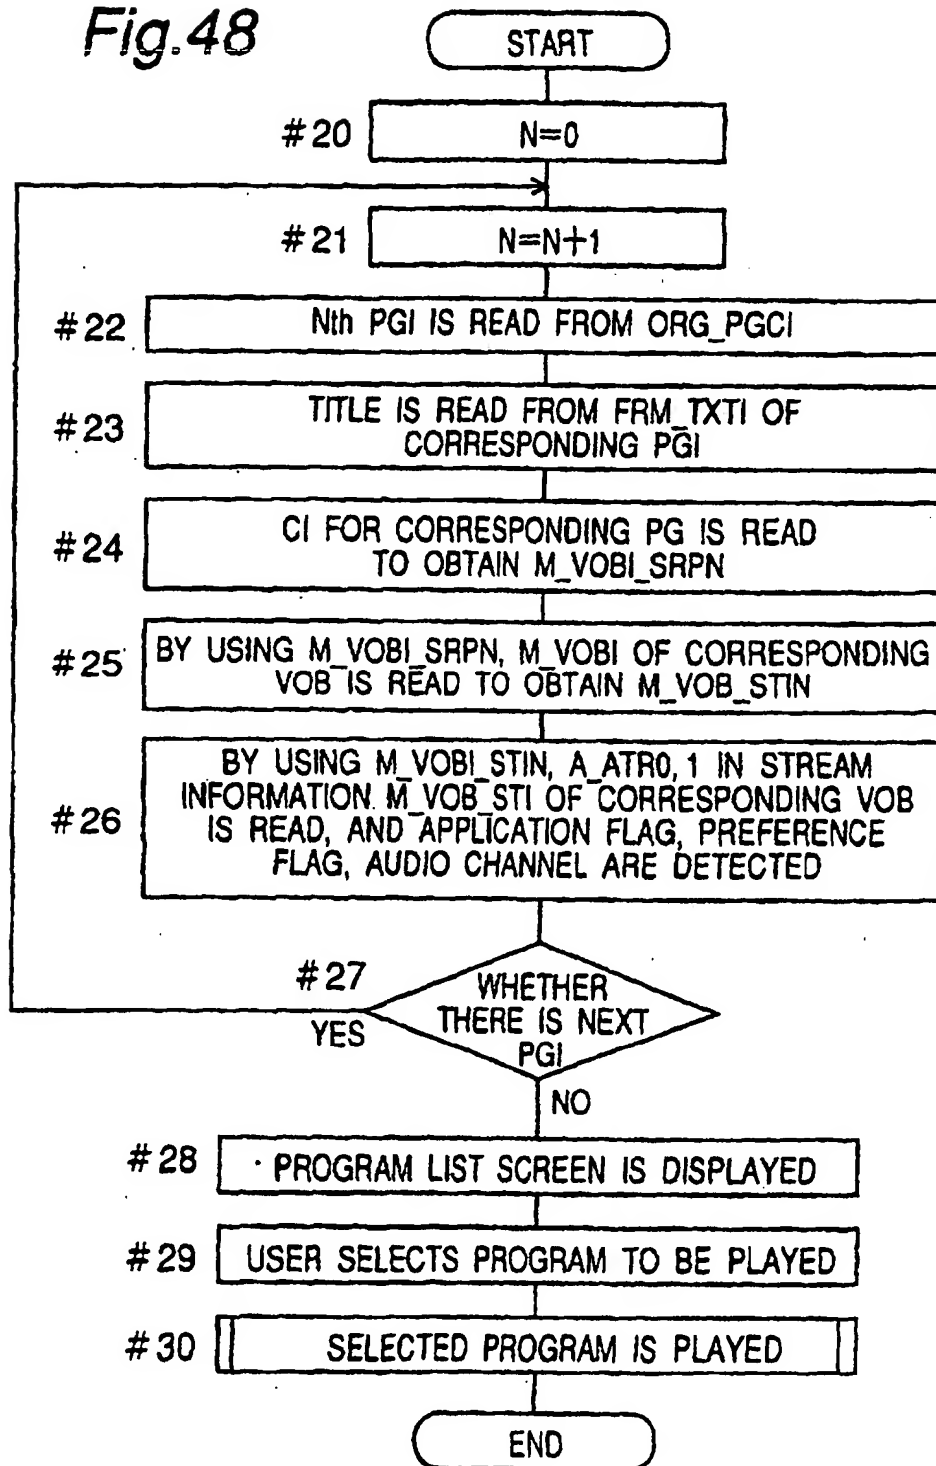 Fig.48
START
#20
N=0
#21
N=N+1
#22
Nth PGI IS READ FROM ORG_PGCI
#23
TITLE IS READ FROM FRM_TXTI OF
CORRESPONDING PGI
#24
CI FOR CORRESPONDING PG IS READ
TO OBTAIN M_VOBI_SRPN
#25
BY USING M_VOBI_SRPN, M_VOBI OF CORRESPONDING
VOB IS READ TO OBTAIN M_VOB_STIN
#26
BY USING M_VOBI_STIN, A_ATR0, 1 IN STREAM
INFORMATION. M_VOB_STI OF CORRESPONDING VOB
IS READ, AND APPLICATION FLAG, PREFERENCE
FLAG, AUDIO CHANNEL ARE DETECTED
#27
WHETHER
THERE IS NEXT
PGI
YES
NO
#28
PROGRAM LIST SCREEN IS DISPLAYED
#29
USER SELECTS PROGRAM TO BE PLAYED
#30
SELECTED PROGRAM IS PLAYED
END